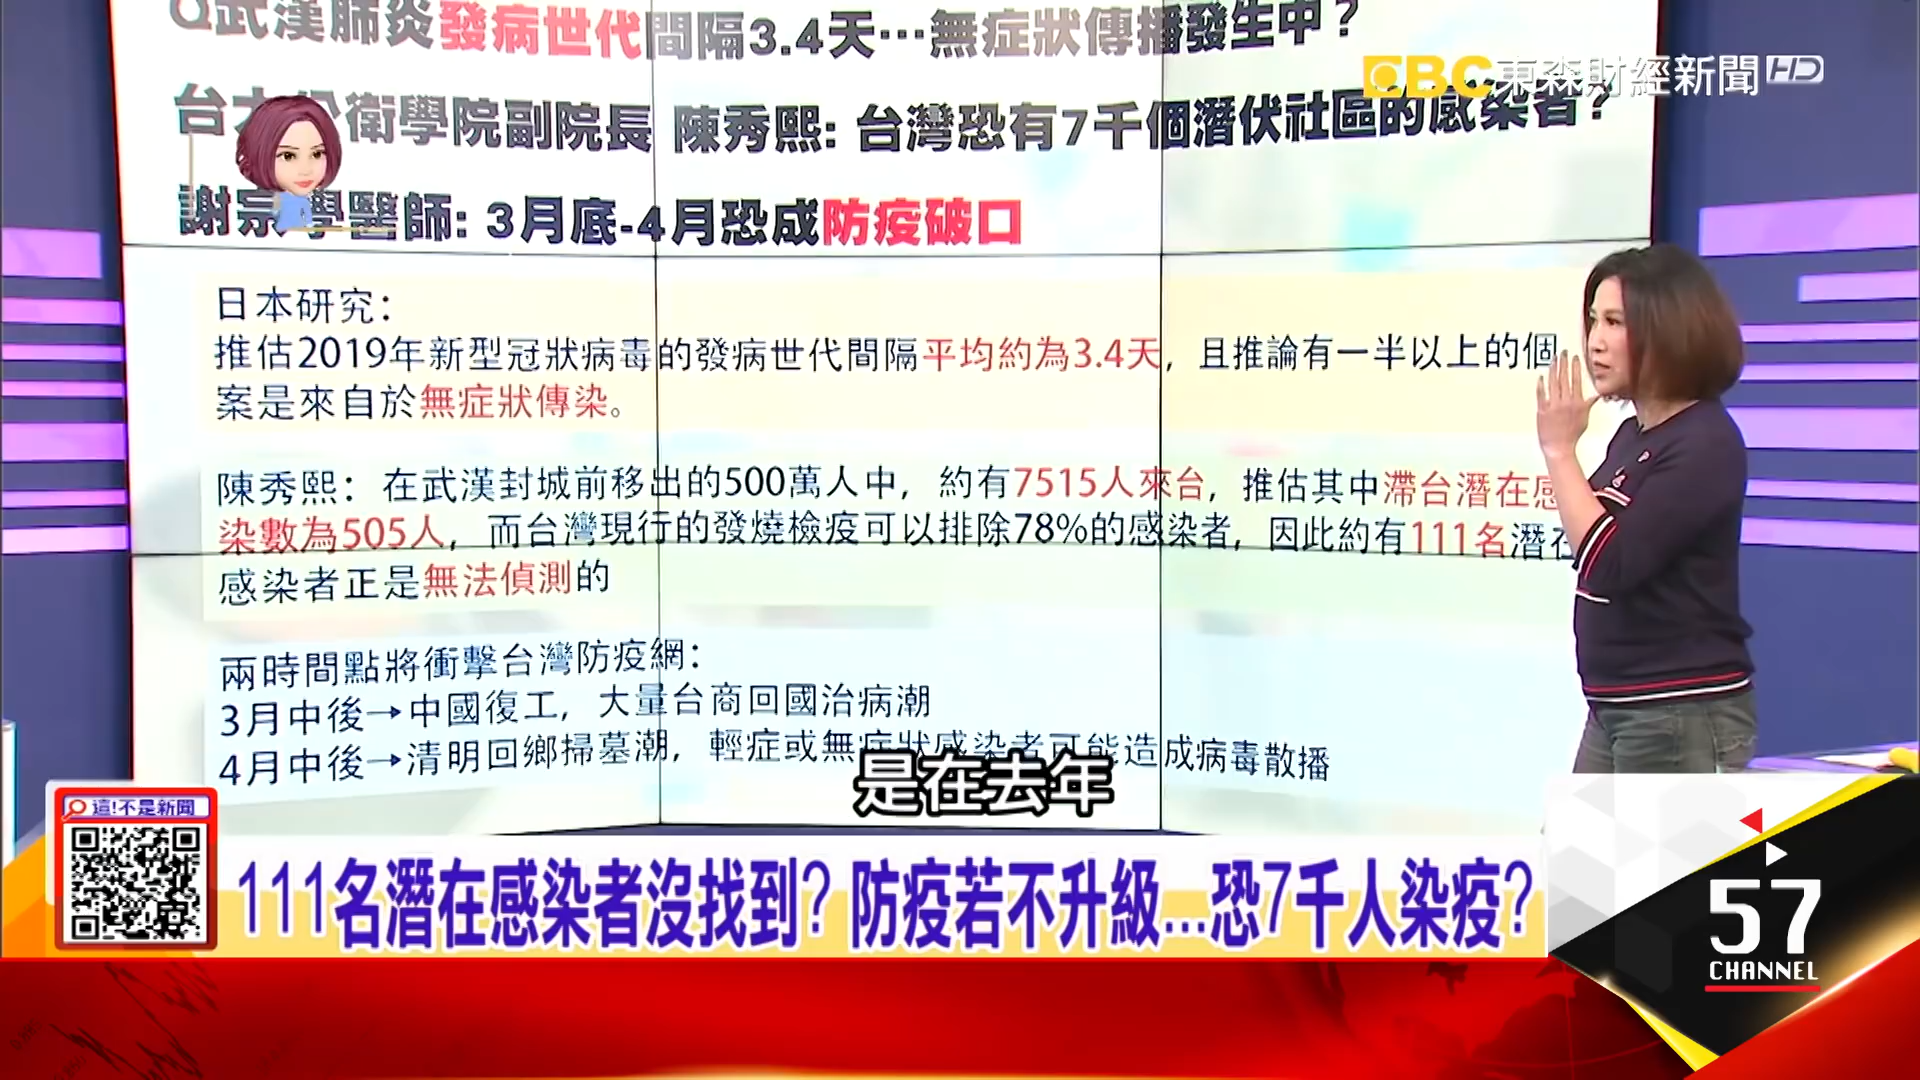 Q武漢肺炎發病世代間隔3.4天…無症狀傳播發生中？
EBC東森財經新聞HD
台大公衛學院副院長 陳秀熙: 台灣恐有7千個潛伏社區的感染者？
謝宗學醫師: 3月底-4月恐成防疫破口
日本研究：
推估2019年新型冠狀病毒的發病世代間隔平均約為3.4天，且推論有一半以上的個
案是來自於無症狀傳染。
陳秀熙：在武漢封城前移出的500萬人中，約有7515人來台，推估其中滯台潛在感
染數為505人，而台灣現行的發燒檢疫可以排除78%的感染者，因此約有111名潛在
感染者正是無法偵測的
兩時間點將衝擊台灣防疫網：
3月中後→中國復工，大量台商回國治病潮
4月中後→清明回鄉掃墓潮，輕症或無症狀感染者可能造成病毒散播
是在去年
這!不是新聞
111名潛在感染者沒找到？防疫若不升級...恐7千人染疫？
57
CHANNEL